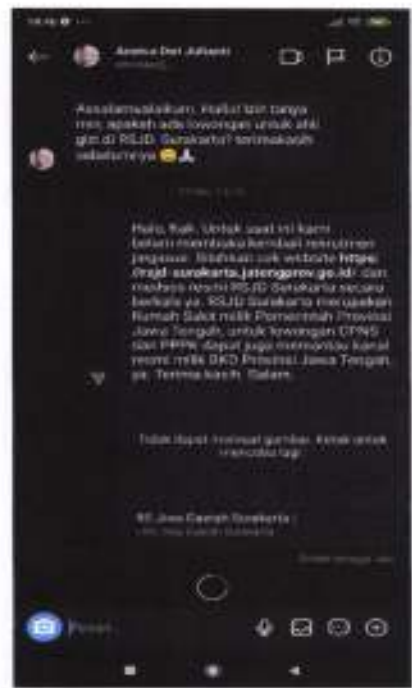 Assalamualaikum, Hallo! Izin tanya
min, apakah ada lowongan untuk ahli
gizi di RSJD. Surakarta? terimakasih
sebelumnya
Halo, Kak. Untuk saat ini kami
belum membuka kembali rekrutmen
pegawai. Silahkan cek website https:
//rsjd-surakarta.jatengprov.go.id/ dan
medsos resmi RSJD Surakarta secara
berkala ya. RSJD Surakarta merupakan
Rumah Sakit milik Pemerintah Provinsi
Jawa Tengah, untuk lowongan CPNS
dan PPPK dapat juga memantau kanal
resmi milik BKD Provinsi Jawa Tengah
ya. Terima kasih. Salam.
Tidak dapat memuat gambar. Ketuk untuk
mencoba lagi
RS Jiwa Daerah Surakarta